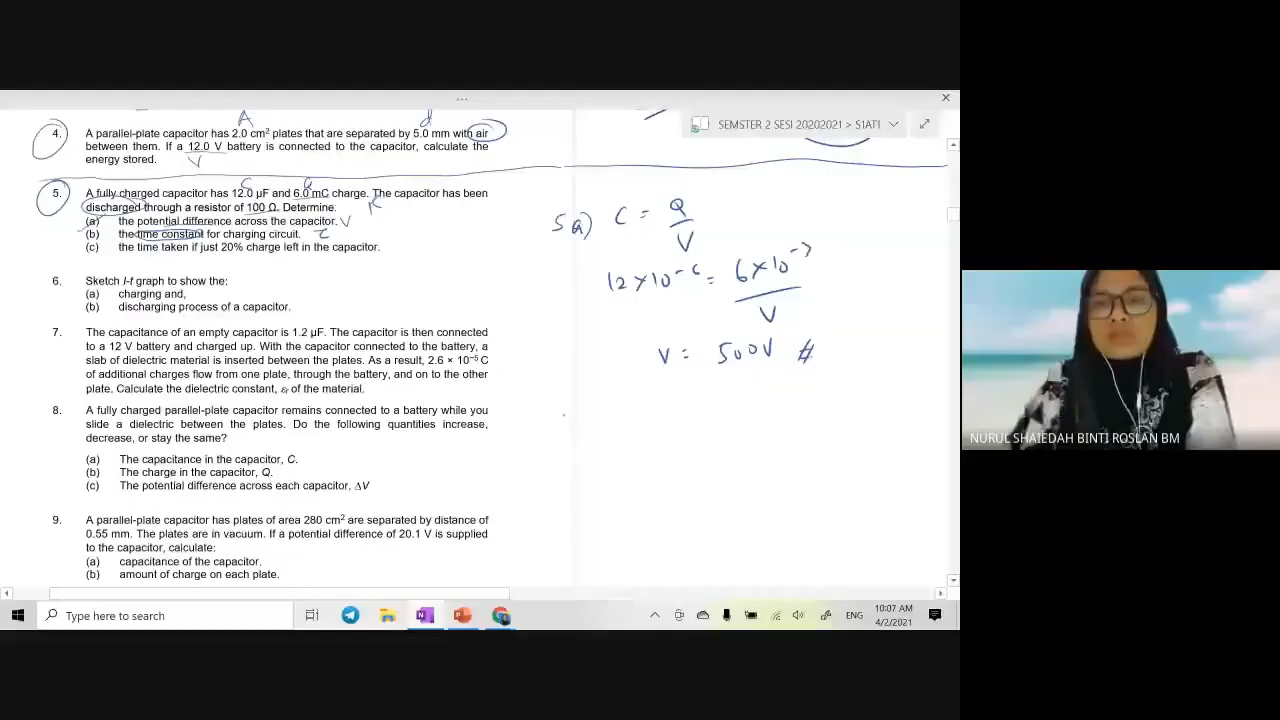 ...
A
d
SEMSTER 2 SESI 20202021 > S1AT1
4. A parallel-plate capacitor has 2.0 cm² plates that are separated by 5.0 mm with air
between them. If a 12.0 V battery is connected to the capacitor, calculate the
energy stored.
V
C
Q
5. A fully charged capacitor has 12.0 µF and 6.0 mC charge. The capacitor has been
discharged through a resistor of 100 Ω. Determine:
R
(a) the potential difference across the capacitor. V
(b) the time constant for charging circuit. τ
(c) the time taken if just 20% charge left in the capacitor.
6. Sketch I-t graph to show the:
(a) charging and,
(b) discharging process of a capacitor.
7. The capacitance of an empty capacitor is 1.2 µF. The capacitor is then connected
to a 12 V battery and charged up. With the capacitor connected to the battery, a
slab of dielectric material is inserted between the plates. As a result, 2.6 × 10⁻⁵ C
of additional charges flow from one plate, through the battery, and on to the other
plate. Calculate the dielectric constant, εr of the material.
8. A fully charged parallel-plate capacitor remains connected to a battery while you
slide a dielectric between the plates. Do the following quantities increase,
decrease, or stay the same?
(a) The capacitance in the capacitor, C.
(b) The charge in the capacitor, Q.
(c) The potential difference across each capacitor, ΔV
9. A parallel-plate capacitor has plates of area 280 cm² are separated by distance of
0.55 mm. The plates are in vacuum. If a potential difference of 20.1 V is supplied
to the capacitor, calculate:
(a) capacitance of the capacitor.
(b) amount of charge on each plate.
5a) C = Q
V
12 × 10⁻⁶ = 6 × 10⁻³
V
V = 500V #
NURUL SHAIEDAH BINTI ROSLAN BM
Type here to search
ENG
10:07 AM
4/2/2021